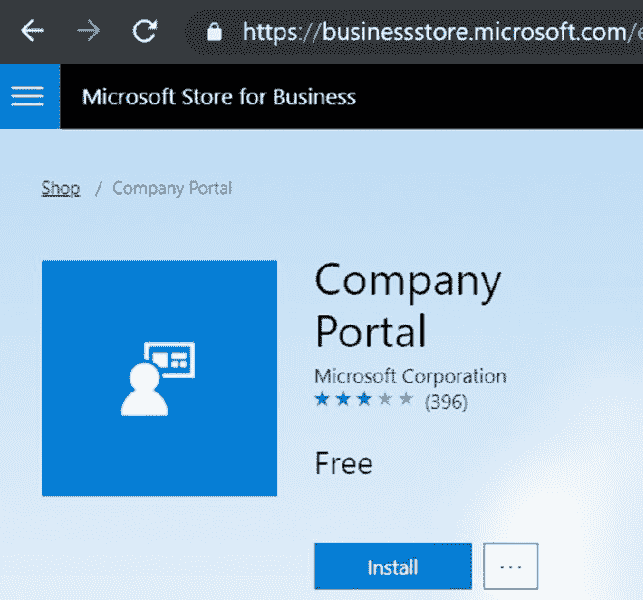 https://businessstore.microsoft.com/e
Microsoft Store for Business
Shop / Company Portal
Company
Portal
Microsoft Corporation
(396)
Free
Install
...